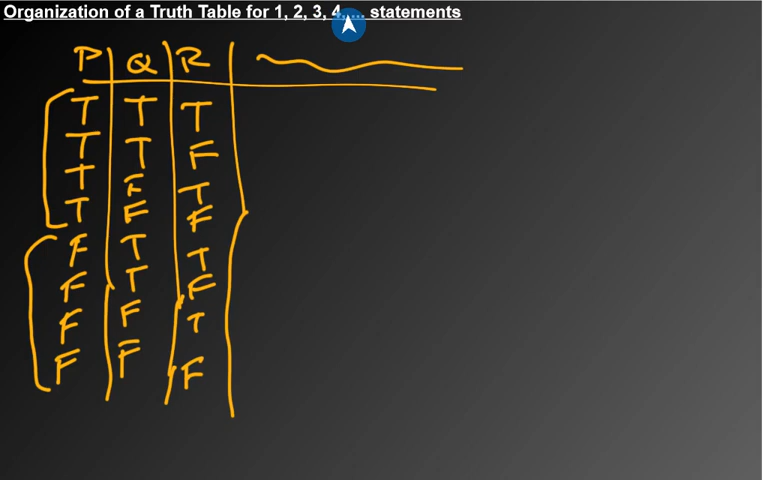 Organization of a Truth Table for 1, 2, 3, 4, ... statements
P Q R
T T T
T T F
T F T
T F F
F T T
F T F
F F T
F F F